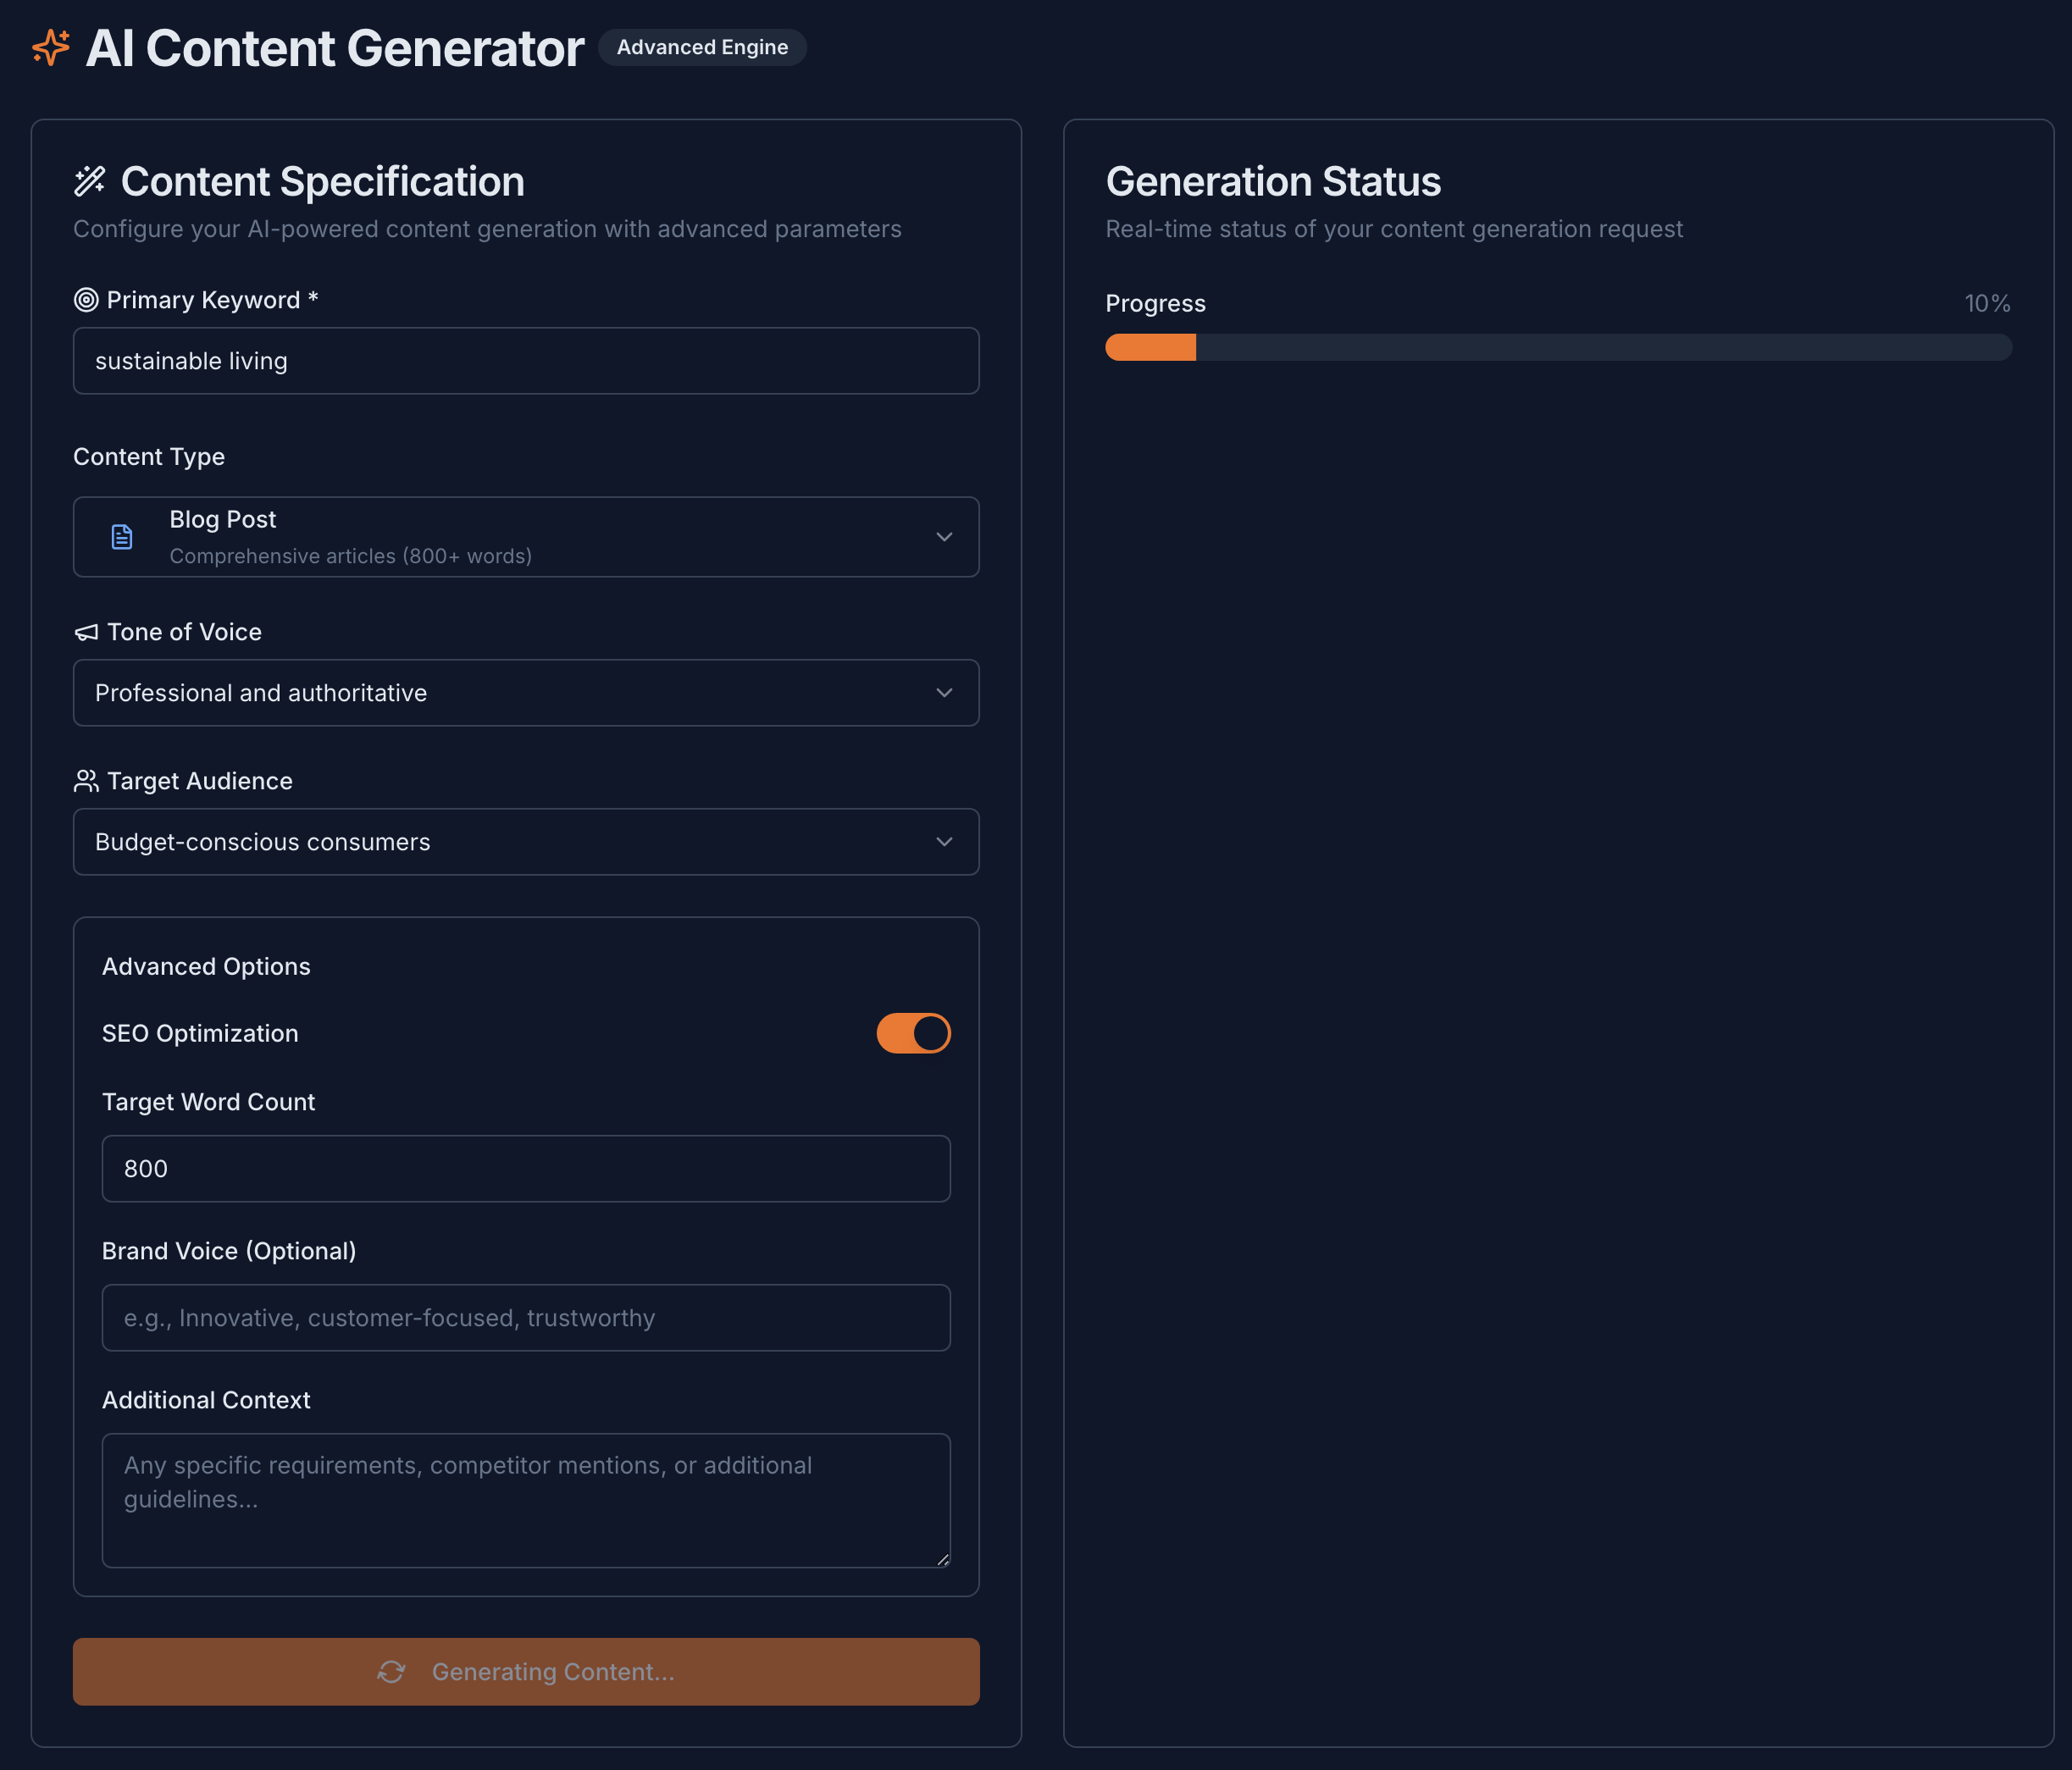 AI Content Generator
Advanced Engine
Content Specification
Configure your AI-powered content generation with advanced parameters
Primary Keyword *
sustainable living
Content Type
Blog Post
Comprehensive articles (800+ words)
Tone of Voice
Professional and authoritative
Target Audience
Budget-conscious consumers
Advanced Options
SEO Optimization
Target Word Count
800
Brand Voice (Optional)
e.g., Innovative, customer-focused, trustworthy
Additional Context
Any specific requirements, competitor mentions, or additional
guidelines...
Generating Content...
Generation Status
Real-time status of your content generation request
Progress
10%